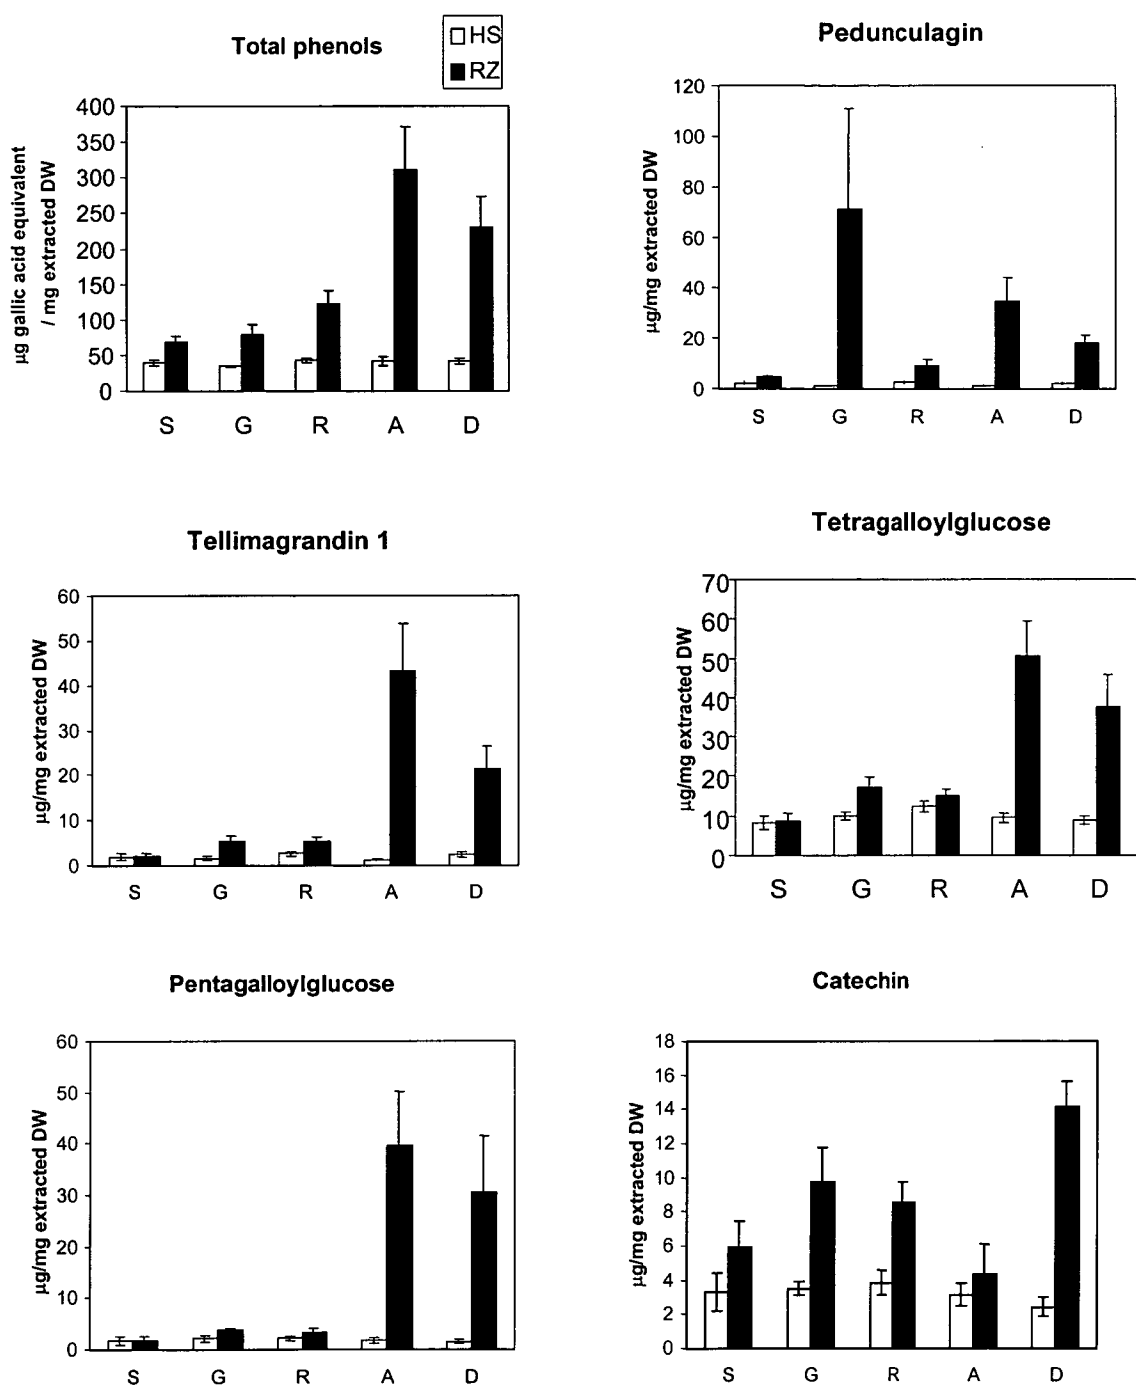 Total phenols
HS
RZ
µg gallic acid equivalent
/ mg extracted DW
400
350
300
250
200
150
100
50
0
S G R A D
Pedunculagin
µg/mg extracted DW
120
100
80
60
40
20
0
S G R A D
Tellimagrandin 1
µg/mg extracted DW
60
50
40
30
20
10
0
S G R A D
Tetragalloylglucose
µg/mg extracted DW
70
60
50
40
30
20
10
0
S G R A D
Pentagalloylglucose
µg/mg extracted DW
60
50
40
30
20
10
0
S G R A D
Catechin
µg/mg extracted DW
18
16
14
12
10
8
6
4
2
0
S G R A D